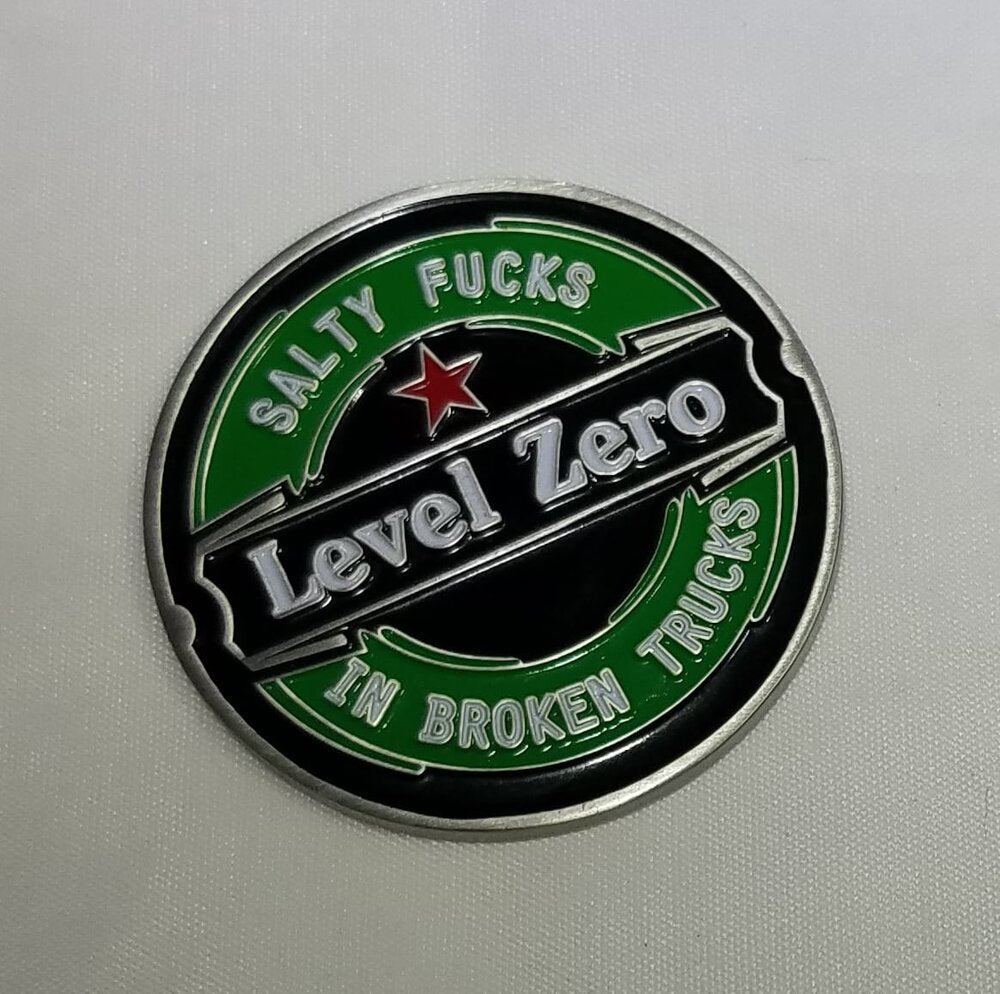 SALTY FUCKS
Level Zero
IN BROKEN TRUCKS